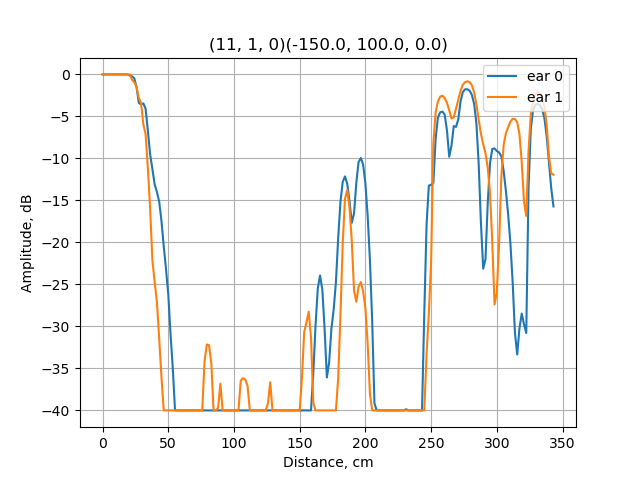 (11, 1, 0)(-150.0, 100.0, 0.0)
ear 0
ear 1
0
−5
−10
−15
−20
−25
−30
−35
−40
Amplitude, dB
0 50 100 150 200 250 300 350
Distance, cm